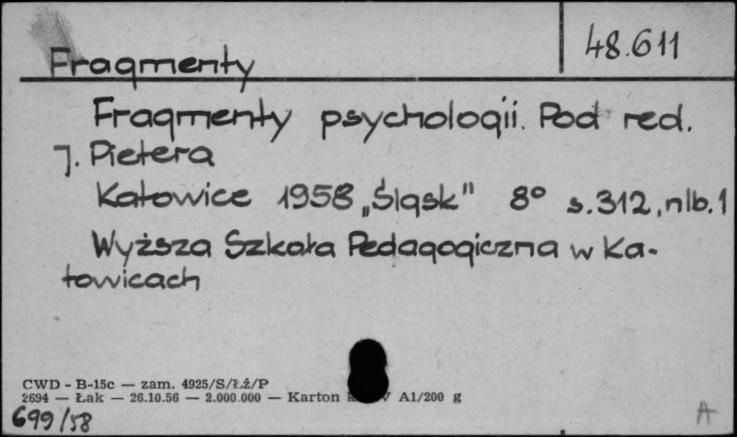 48.611
Fragmenty
Fragmenty psychologii. Pod red.
J. Pietera
Katowice 1958 „Śląsk" 8° s.312, nlb.1
Wyższa Szkoła Pedagogiczna w Ka-
towicach
CWD - B-15c — zam. 4925/S/Łż/P
2694 — Łak — 26.10.56 — 2.000.000 — Karton V A1/200 g
699/58
A